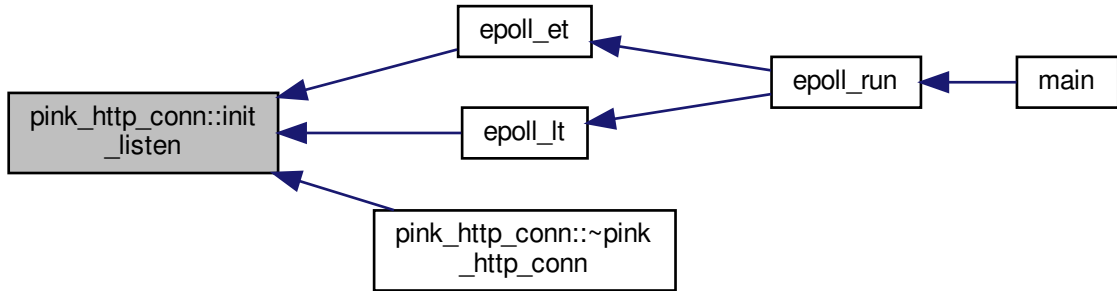 pink_http_conn::init
_listen
epoll_et
epoll_lt
pink_http_conn::~pink
_http_conn
epoll_run
main